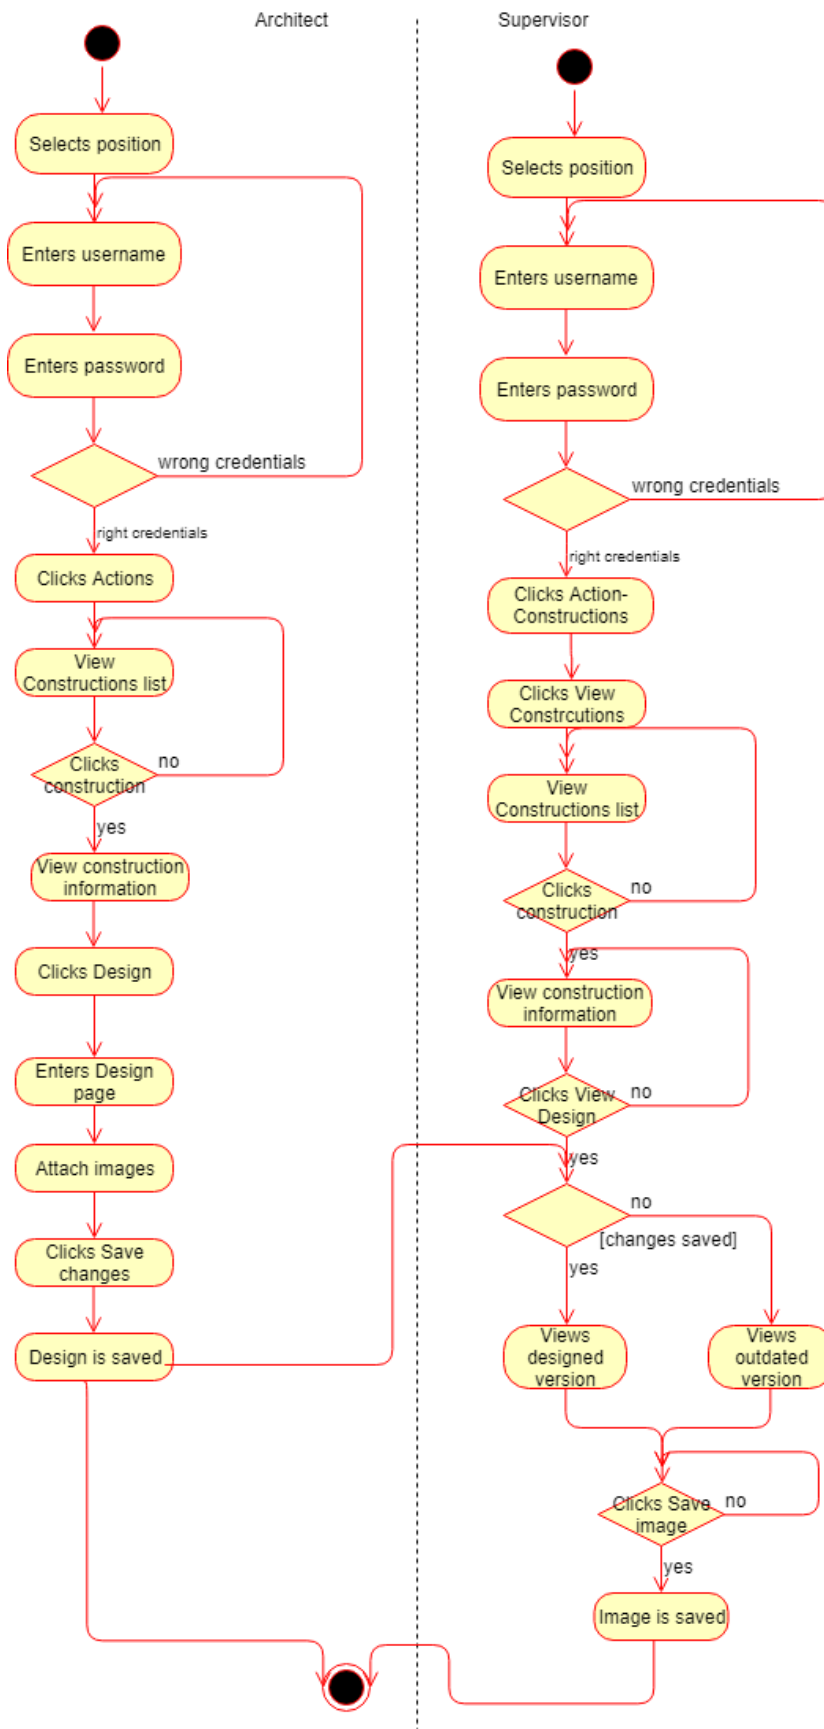 Architect
Supervisor
Selects position
Enters username
Enters password
wrong credentials
right credentials
Clicks Actions
View
Constructions list
Clicks
construction
no
yes
View construction
information
Clicks Design
Enters Design
page
Attach images
Clicks Save
changes
Design is saved
Selects position
Enters username
Enters password
wrong credentials
right credentials
Clicks Action-
Constructions
Clicks View
Constrcutions
View
Constructions list
Clicks
construction
no
yes
View construction
information
Clicks View
Design
no
yes
no
[changes saved]
yes
Views
designed
version
Views
outdated
version
Clicks Save
image
no
yes
Image is saved